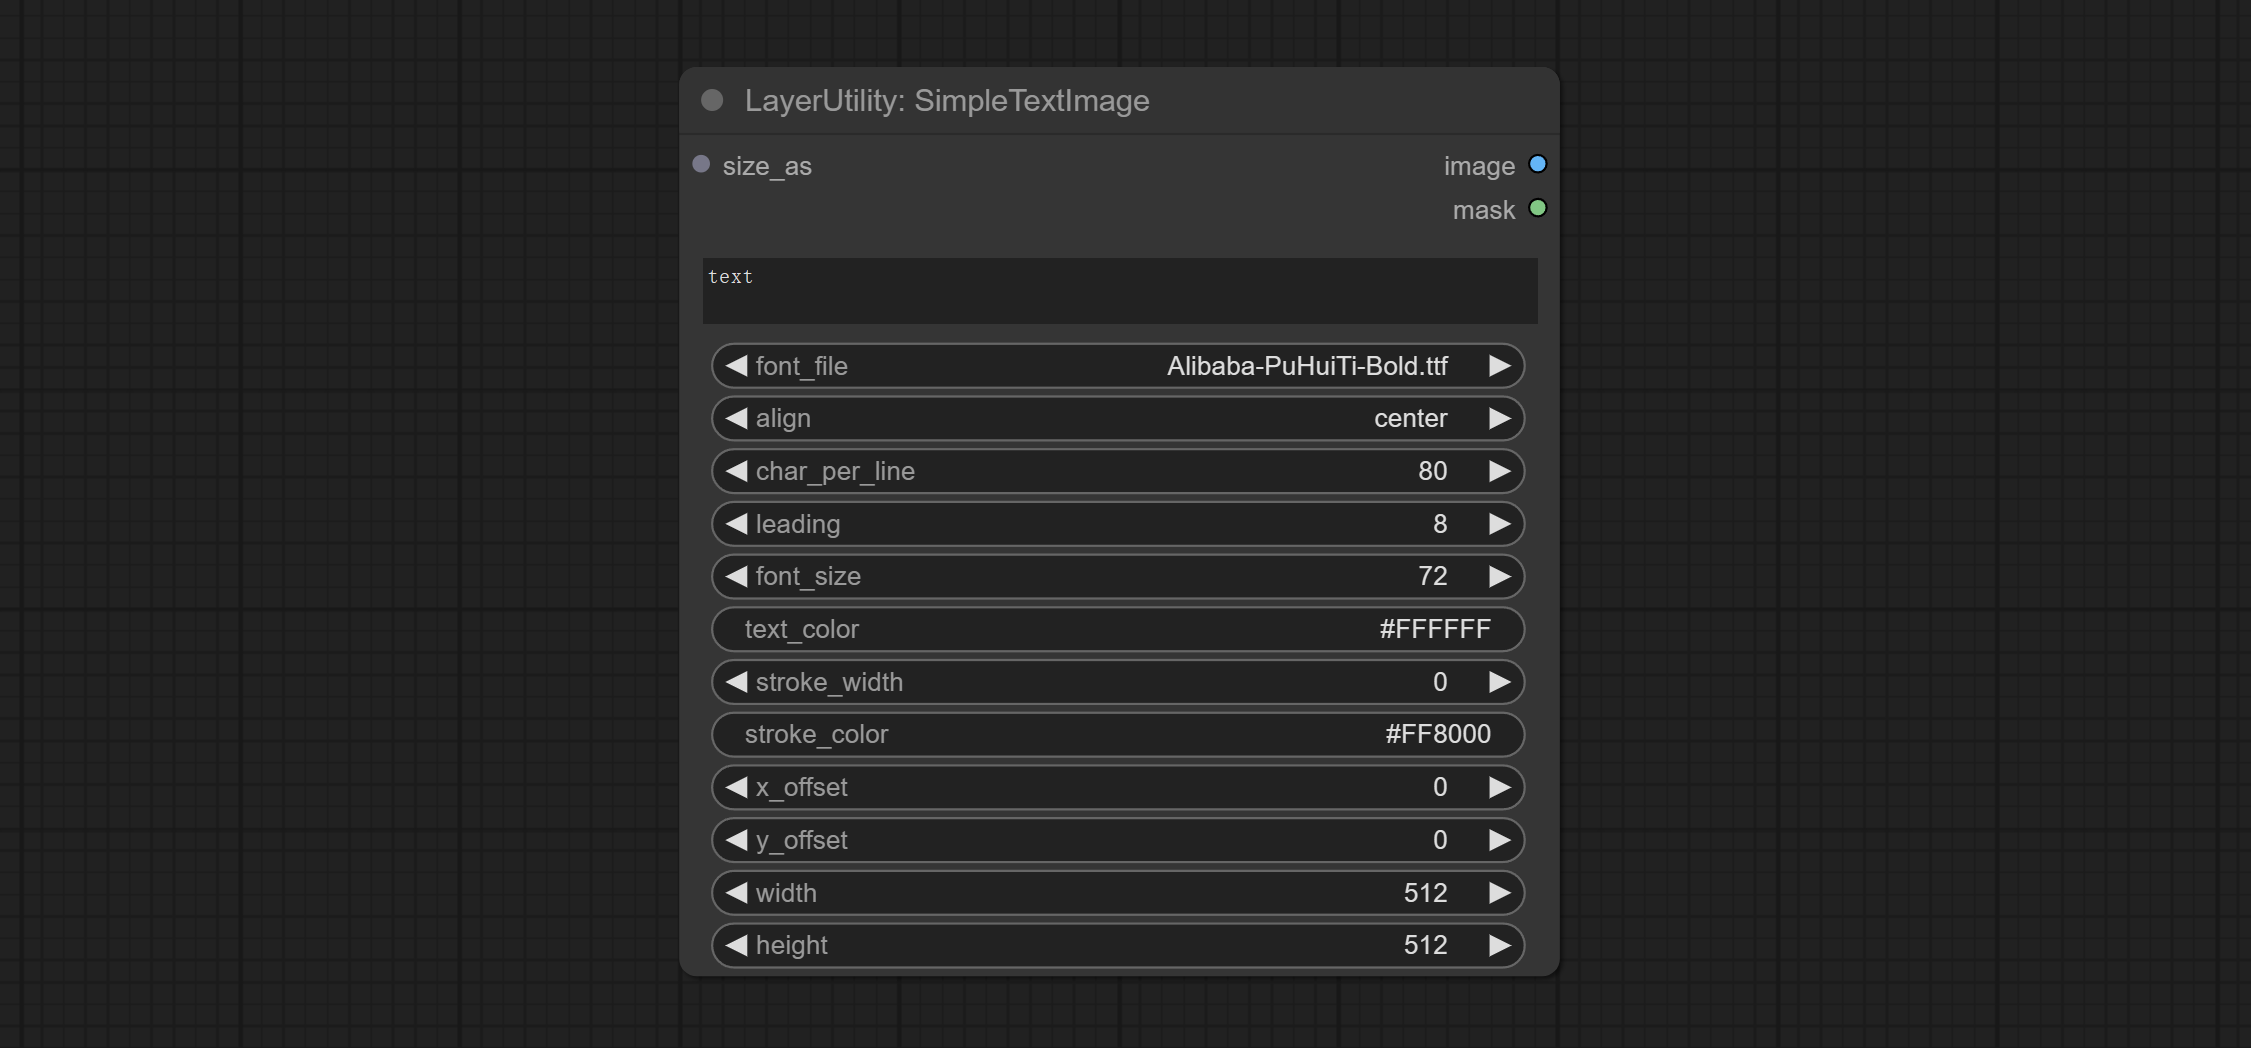 LayerUtility: SimpleTextImage
size_as image
mask
text
font_file Alibaba-PuHuiTi-Bold.ttf
align center
char_per_line 80
leading 8
font_size 72
text_color #FFFFFF
stroke_width 0
stroke_color #FF8000
x_offset 0
y_offset 0
width 512
height 512